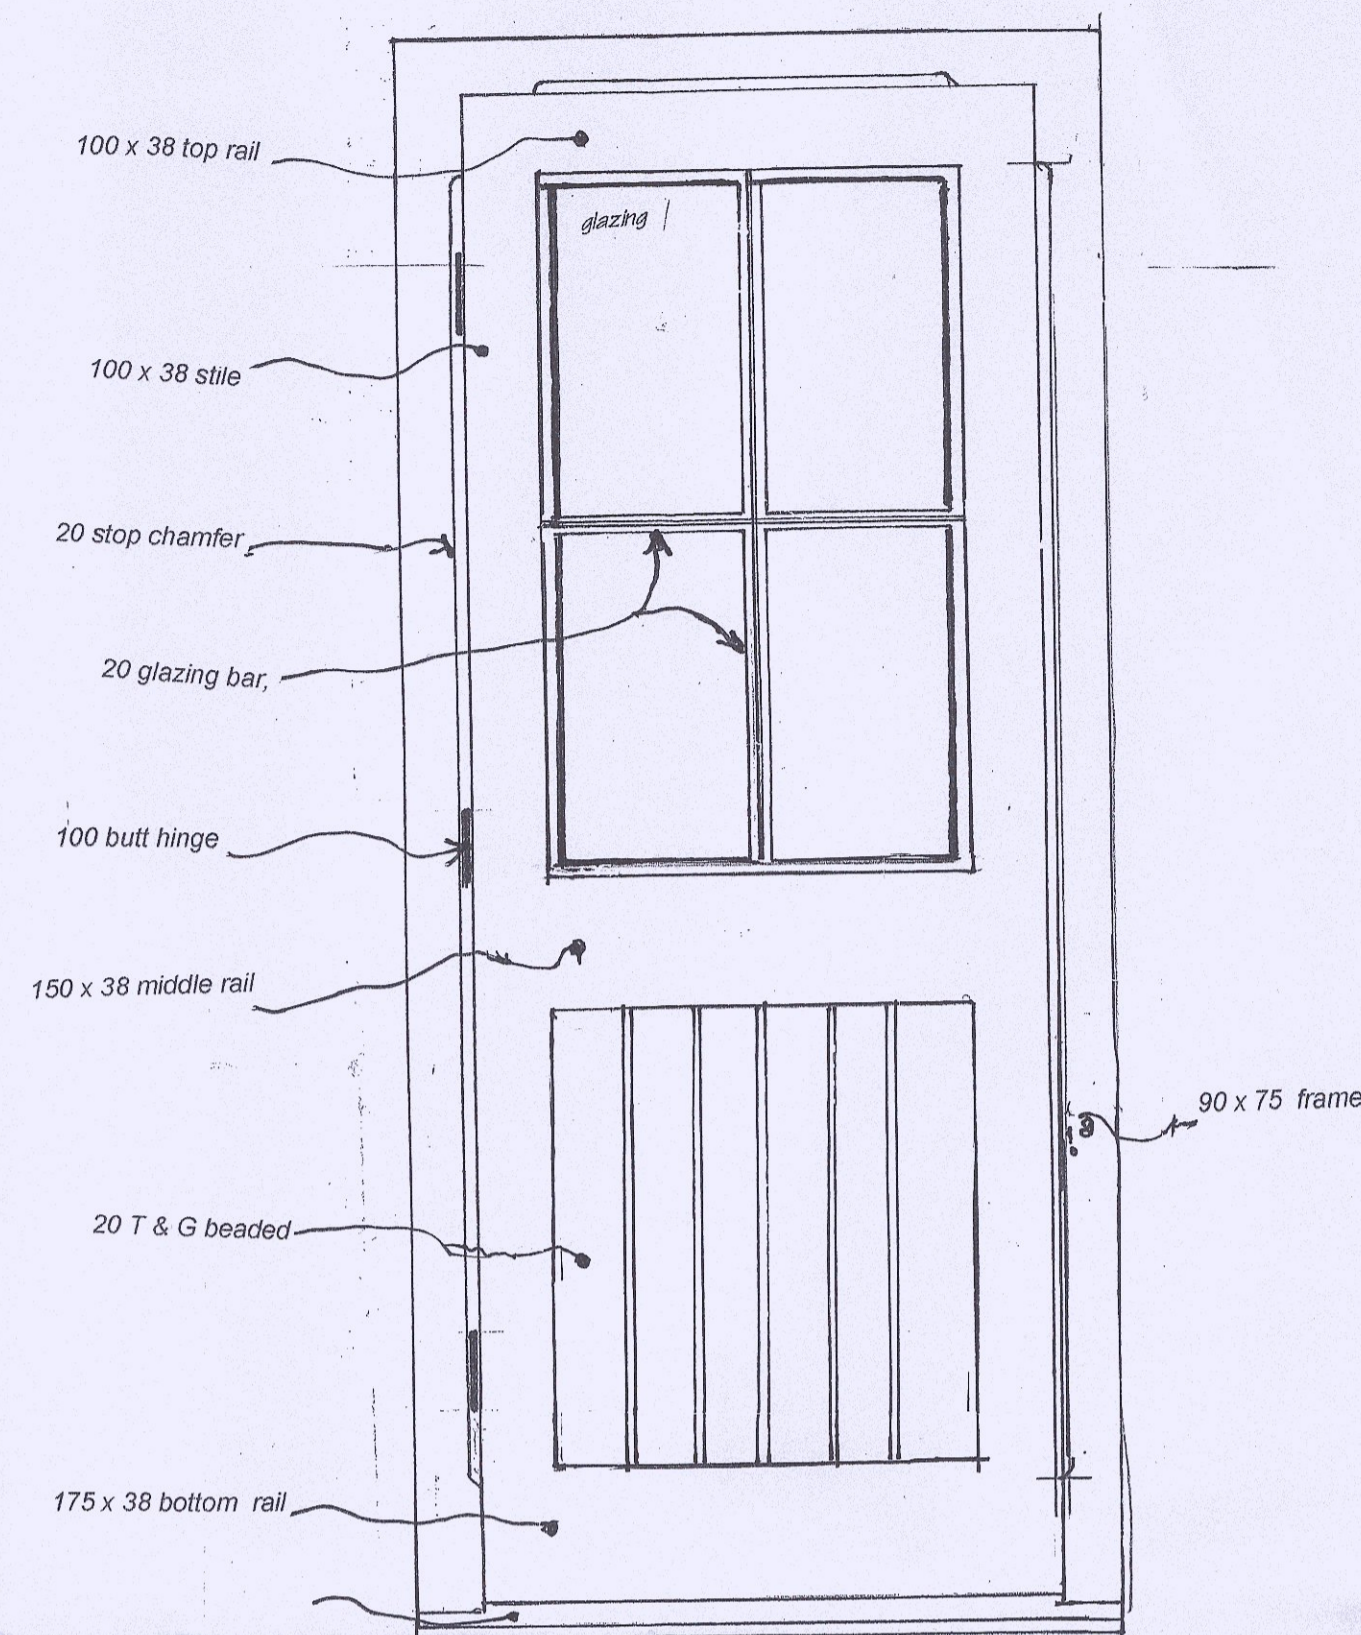 100 x 38 top rail
glazing
100 x 38 stile
20 stop chamfer
20 glazing bar,
100 butt hinge
150 x 38 middle rail
90 x 75 frame
20 T & G beaded
175 x 38 bottom rail